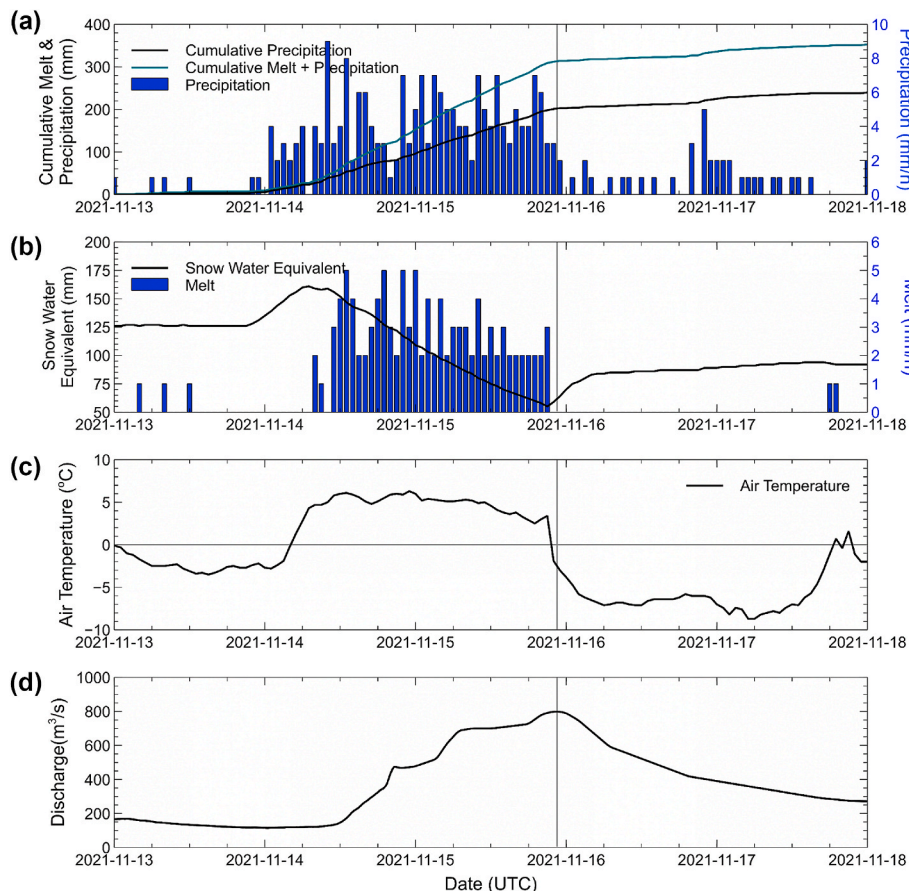 (a)
400
300
200
100
0
Cumulative Melt &
Precipitation (mm)
Cumulative Precipitation
Cumulative Melt + Precipitation
Precipitation
10
8
6
4
2
0
Precipitation (mm/h)
2021-11-13 2021-11-14 2021-11-15 2021-11-16 2021-11-17 2021-11-18
(b)
200
175
150
125
100
75
50
Snow Water
Equivalent (mm)
Snow Water Equivalent
Melt
6
5
4
3
2
1
0
Melt (mm/h)
2021-11-13 2021-11-14 2021-11-15 2021-11-16 2021-11-17 2021-11-18
(c)
10
5
0
−5
−10
Air Temperature (°C)
Air Temperature
2021-11-13 2021-11-14 2021-11-15 2021-11-16 2021-11-17 2021-11-18
(d)
1000
800
600
400
200
0
Discharge(m³/s)
2021-11-13 2021-11-14 2021-11-15 2021-11-16 2021-11-17 2021-11-18
Date (UTC)